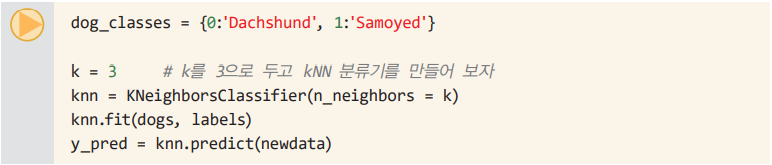 dog_classes = {0:'Dachshund', 1:'Samoyed'}
k = 3     # k를 3으로 두고 kNN 분류기를 만들어 보자
knn = KNeighborsClassifier(n_neighbors = k)
knn.fit(dogs, labels)
y_pred = knn.predict(newdata)